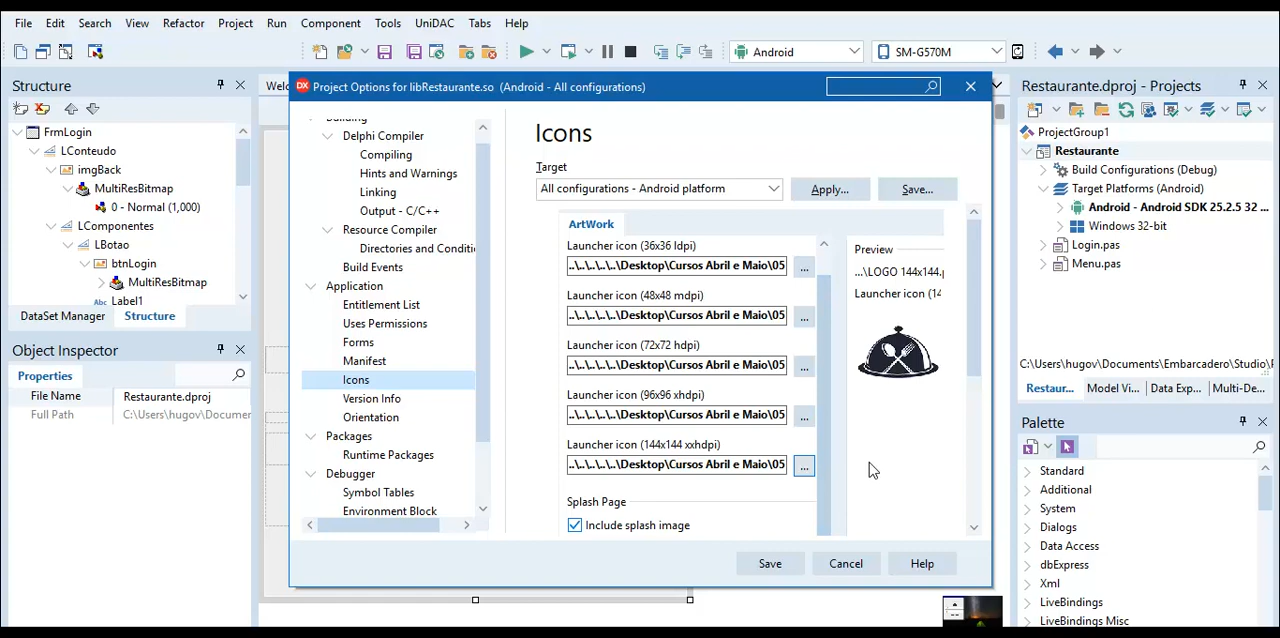 File Edit Search View Refactor Project Run Component Tools UniDAC Tabs Help
Android
SM-G570M
Structure
FrmLogin
LConteudo
imgBack
MultiResBitmap
0 - Normal (1,000)
LComponentes
LBotao
btnLogin
MultiResBitmap
Label1
DataSet Manager Structure
Object Inspector
Properties
File Name Restaurante.dproj
Full Path C:\Users\hugov\Documer
Welc
DX Project Options for libRestaurante.so (Android - All configurations)
Building
Delphi Compiler
Compiling
Hints and Warnings
Linking
Output - C/C++
Resource Compiler
Directories and Conditi
Build Events
Application
Entitlement List
Uses Permissions
Forms
Manifest
Icons
Version Info
Orientation
Packages
Runtime Packages
Debugger
Symbol Tables
Environment Block
Icons
Target
All configurations - Android platform
Apply...
Save...
ArtWork
Launcher icon (36x36 ldpi)
..\..\..\..\..\Desktop\Cursos Abril e Maio\05
...
Launcher icon (48x48 mdpi)
..\..\..\..\..\Desktop\Cursos Abril e Maio\05
...
Launcher icon (72x72 hdpi)
..\..\..\..\..\Desktop\Cursos Abril e Maio\05
...
Launcher icon (96x96 xhdpi)
..\..\..\..\..\Desktop\Cursos Abril e Maio\05
...
Launcher icon (144x144 xxhdpi)
..\..\..\..\..\Desktop\Cursos Abril e Maio\05
...
Splash Page
Include splash image
Preview
...\LOGO 144x144.p
Launcher icon (14
Save Cancel Help
Restaurante.dproj - Projects
ProjectGroup1
Restaurante
Build Configurations (Debug)
Target Platforms (Android)
Android - Android SDK 25.2.5 32 ...
Windows 32-bit
Login.pas
Menu.pas
C:\Users\hugov\Documents\Embarcadero\Studio\F
Restaur... Model Vi... Data Exp... Multi-De...
Palette
Standard
Additional
System
Dialogs
Data Access
dbExpress
Xml
LiveBindings
LiveBindings Misc